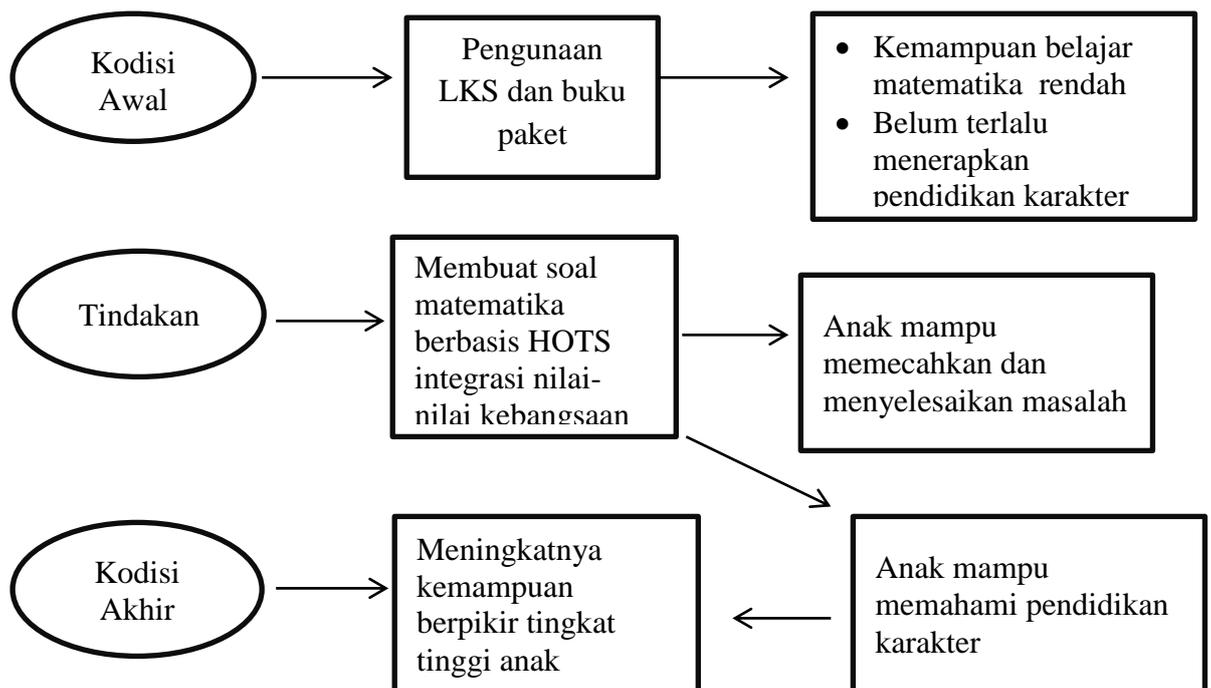 Kodisi
Awal
Pengunaan
LKS dan buku
paket
• Kemampuan belajar
matematika rendah
• Belum terlalu
menerapkan
pendidikan karakter
Tindakan
Membuat soal
matematika
berbasis HOTS
integrasi nilai-
nilai kebangsaan
Anak mampu
memecahkan dan
menyelesaikan masalah
Kodisi
Akhir
Meningkatnya
kemampuan
berpikir tingkat
tinggi anak
Anak mampu
memahami pendidikan
karakter